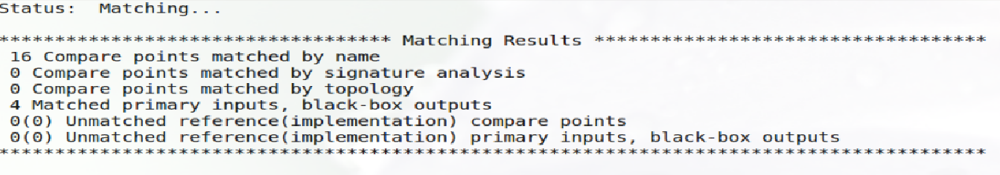 Status:  Matching...
*********************************** Matching Results ***********************************
 16 Compare points matched by name
 0 Compare points matched by signature analysis
 0 Compare points matched by topology
 4 Matched primary inputs, black-box outputs
 0(0) Unmatched reference(implementation) compare points
 0(0) Unmatched reference(implementation) primary inputs, black-box outputs
****************************************************************************************